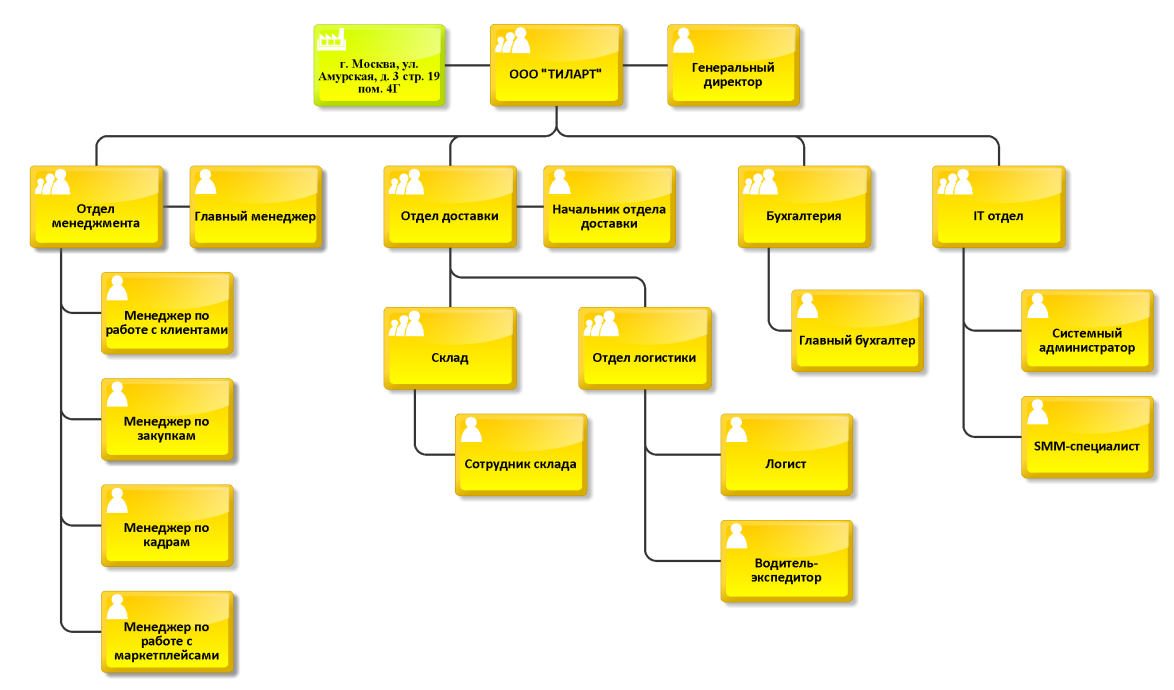 г. Москва, ул.
Амурская, д. 3 стр. 19
пом. 4Г
ООО "ТИЛАРТ"
Генеральный
директор
Отдел
менеджмента
Главный менеджер
Отдел доставки
Начальник отдела
доставки
Бухгалтерия
IT отдел
Менеджер по
работе с клиентами
Менеджер по
закупкам
Менеджер по
кадрам
Менеджер по
работе с
маркетплейсами
Склад
Отдел логистики
Сотрудник склада
Логист
Водитель-
экспедитор
Главный бухгалтер
Системный
администратор
SMM-специалист